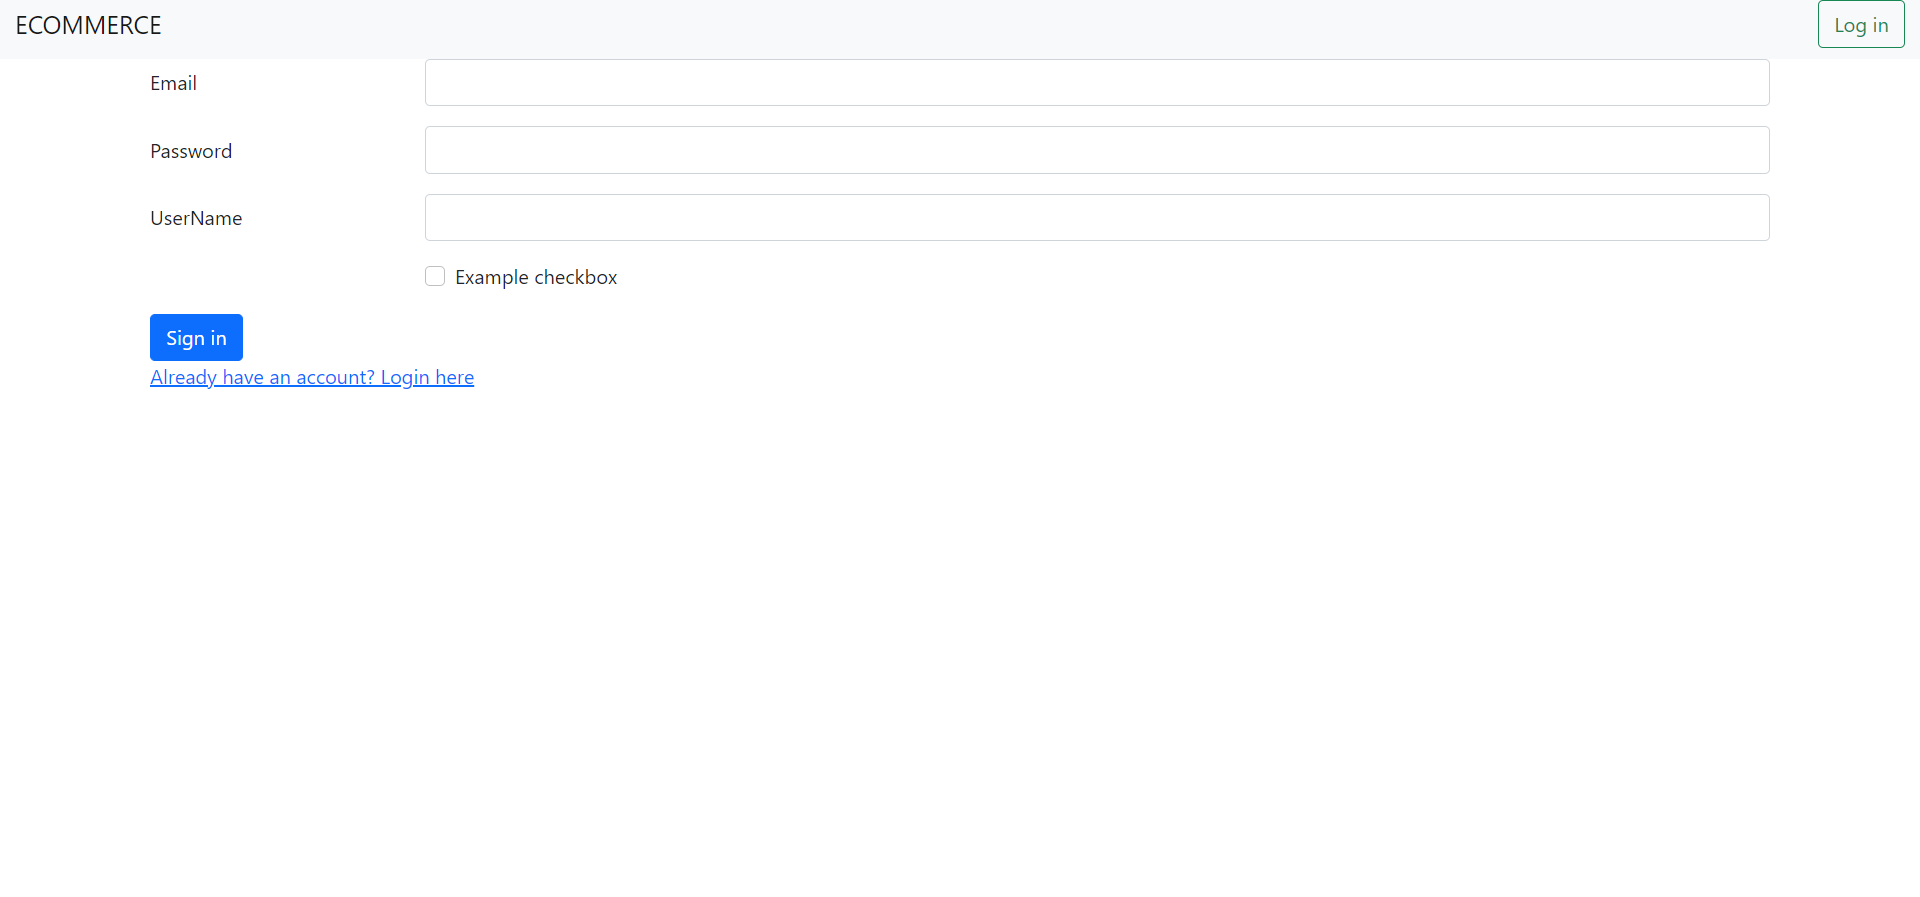 ECOMMERCE
Log in
Email
Password
UserName
Example checkbox
Sign in
Already have an account? Login here